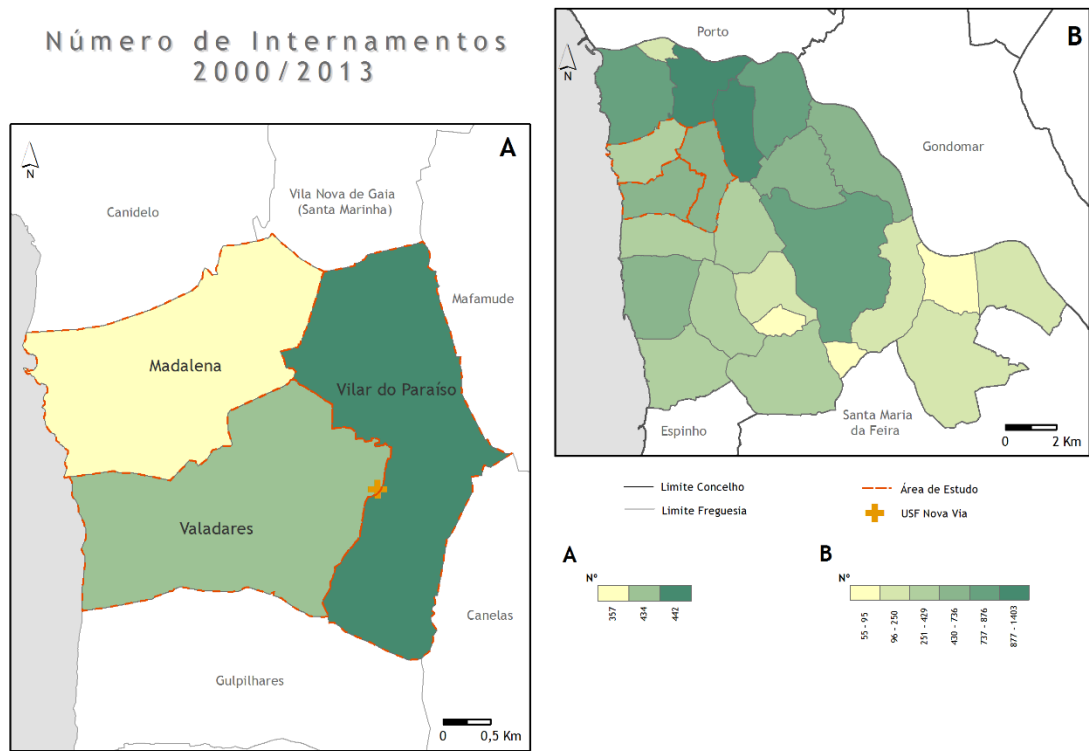 Número de Internamentos
2000/2013
A
N
Canidelo
Vila Nova de Gaia
(Santa Marinha)
Mafamude
Madalena
Vilar do Paraíso
Valadares
Canelas
Gulpilhares
0 0,5 Km
B
N
Porto
Gondomar
Espinho
Santa Maria
da Feira
0 2 Km
Limite Concelho
Limite Freguesia
Área de Estudo
USF Nova Via
A
Nº
357
434
442
B
Nº
55 - 95
96 - 250
251 - 429
430 - 736
737 - 876
877 - 1403